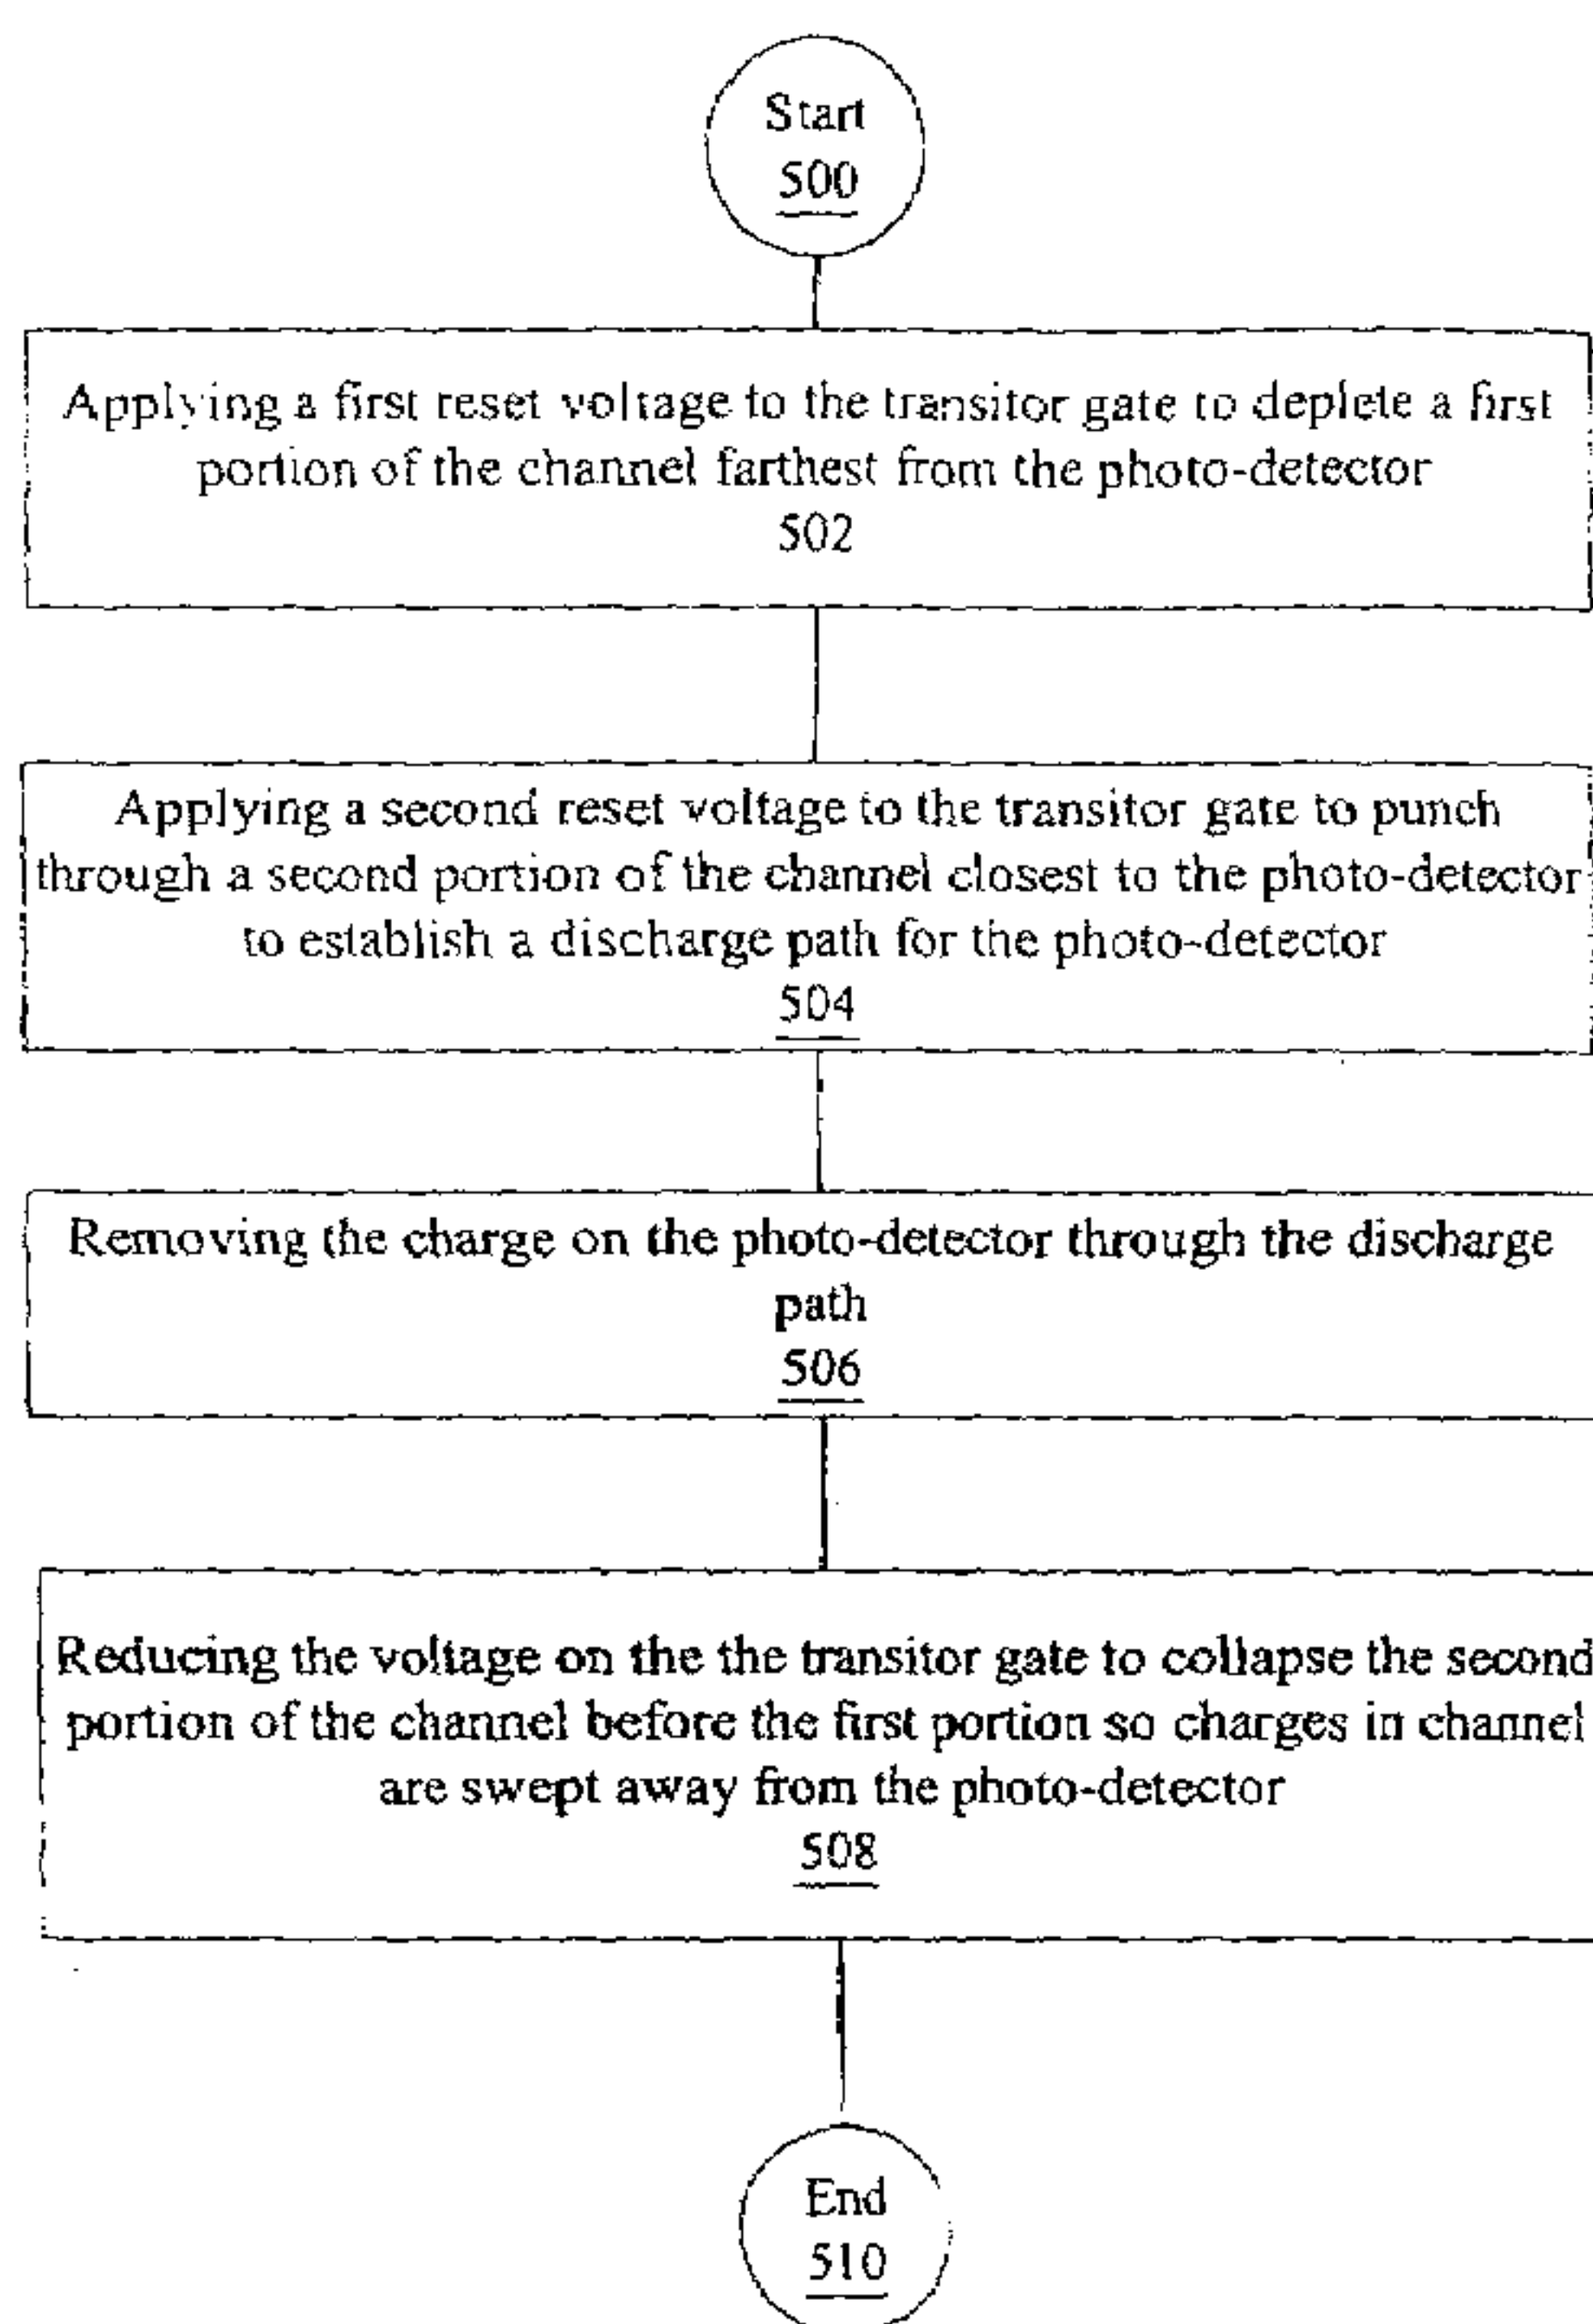 Start
500
Applying a first reset voltage to the transitor gate to deplete a first
portion of the channel farthest from the photo-detector
502
Applying a second reset voltage to the transitor gate to punch
through a second portion of the channel closest to the photo-detector
to establish a discharge path for the photo-detector
504
Removing the charge on the photo-detector through the discharge
path
506
Reducing the voltage on the the transitor gate to collapse the second
portion of the channel before the first portion so charges in channel
are swept away from the photo-detector
508
End
510